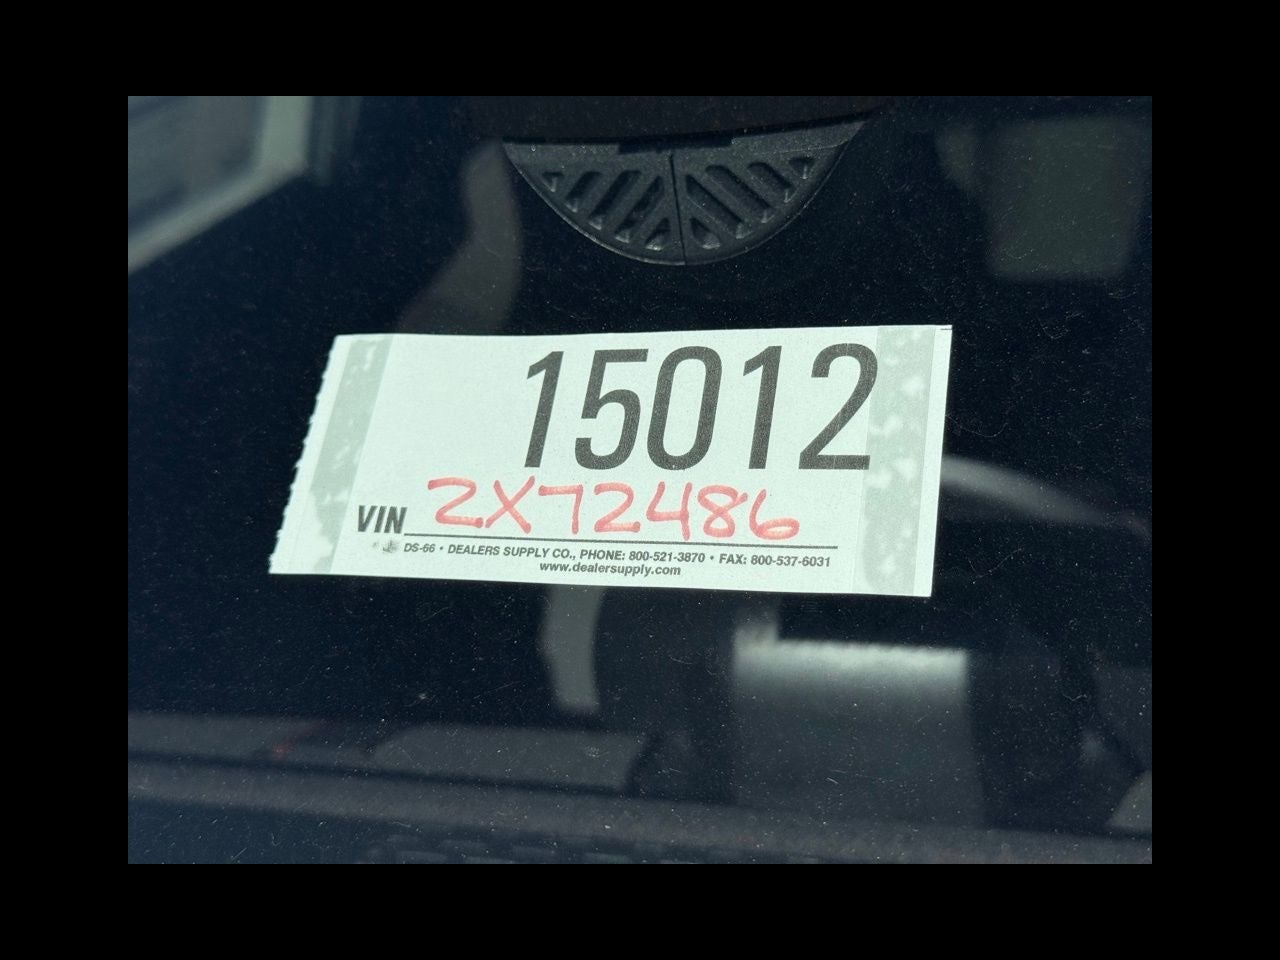 15012
VIN 2X72486
DS-66 • DEALERS SUPPLY CO., PHONE: 800-521-3870 • FAX: 800-537-6031
www.dealersupply.com